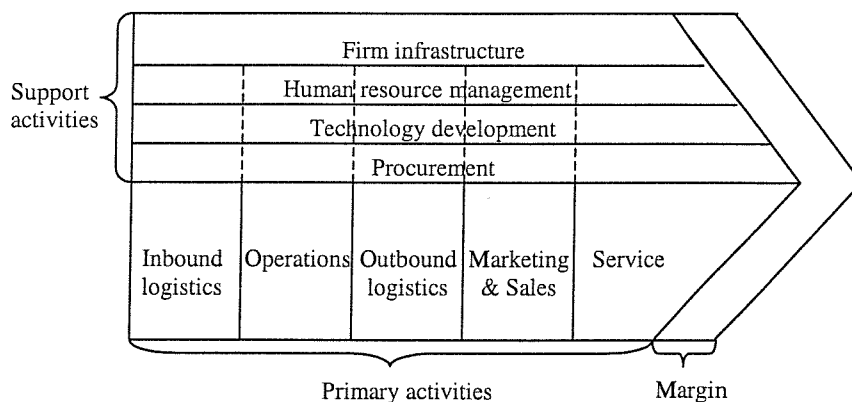 Firm infrastructure
Support
activities
Human resource management
Technology development
Procurement
Inbound
logistics
Operations
Outbound
logistics
Marketing
& Sales
Service
Primary activities
Margin